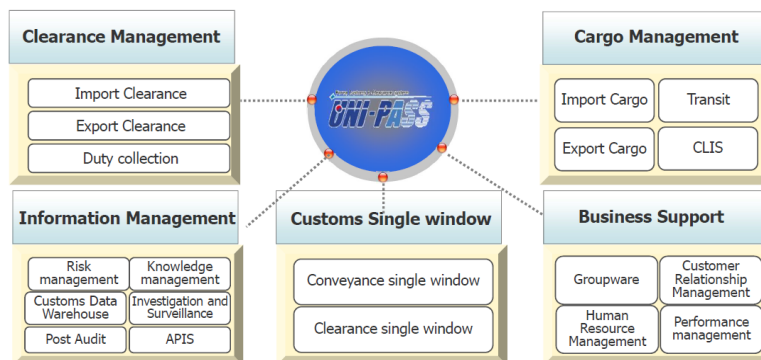 Clearance Management
Import Clearance
Export Clearance
Duty collection
UNI-PASS
Cargo Management
Import Cargo
Transit
Export Cargo
CLIS
Information Management
Risk
management
Knowledge
management
Customs Data
Warehouse
Investigation and
Surveillance
Post Audit
APIS
Customs Single window
Conveyance single window
Clearance single window
Business Support
Groupware
Customer
Relationship
Management
Human
Resource
Management
Performance
management